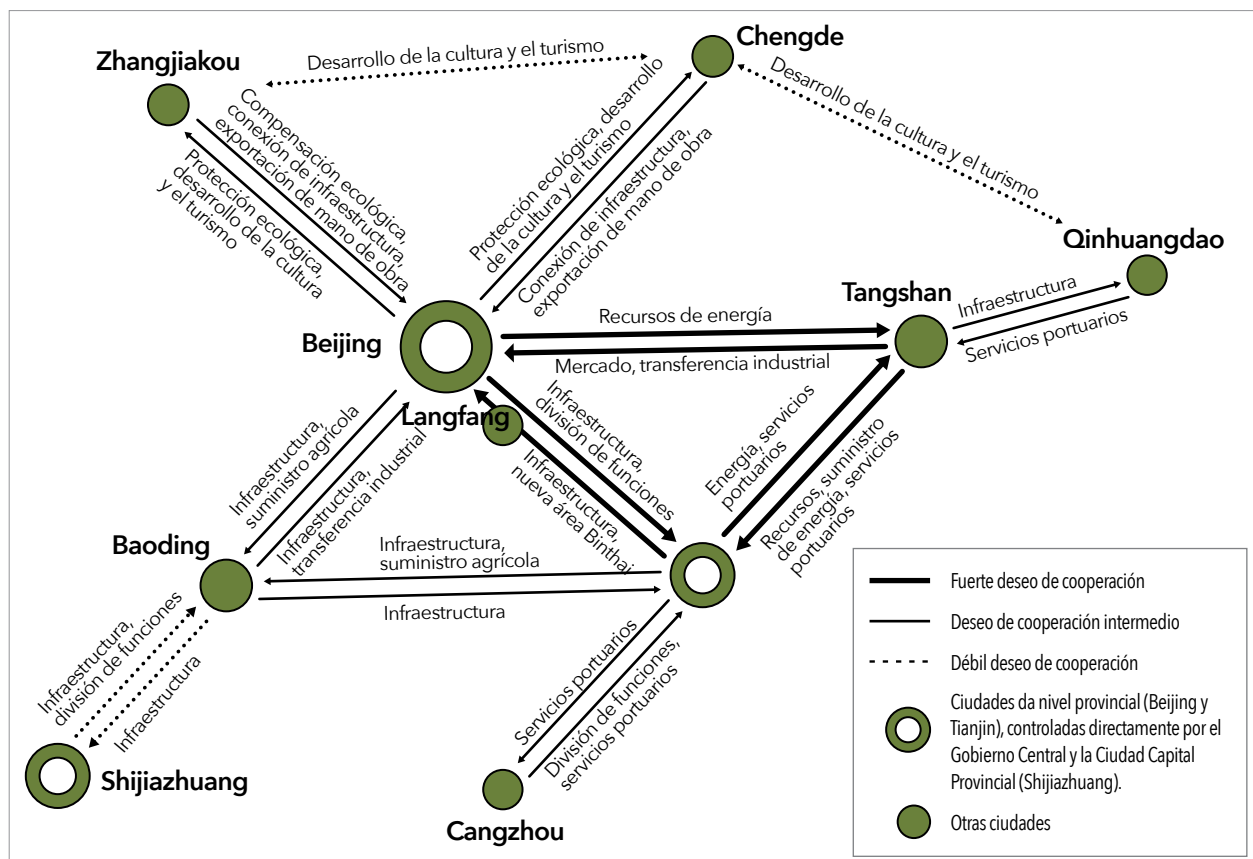 Zhangjiakou
Desarrollo de la cultura y el turismo
Chengde
Desarrollo de la cultura y el turismo
Compensación ecológica,
conexión de infraestructura,
exportación de mano de obra
Protección ecológica,
desarrollo de la cultura
y el turismo
Protección ecológica, desarrollo
de la cultura y el turismo
Conexión de infraestructura,
exportación de mano de obra
Qinhuangdao
Tangshan
Infraestructura
Servicios portuarios
Beijing
Recursos de energía
Mercado, transferencia industrial
Langfang
Infraestructura,
división de funciones
Infraestructura,
nueva área Binthai
Energía, servicios
portuarios
Recursos, suministro
de energía, servicios
portuarios
Infraestructura,
suministro agrícola
Infraestructura,
transferencia industrial
Baoding
Infraestructura,
suministro agrícola
Infraestructura
Infraestructura,
división de funciones
Infraestructura
Shijiazhuang
Servicios portuarios
División de funciones,
servicios portuarios
Cangzhou
Fuerte deseo de cooperación
Deseo de cooperación intermedio
Débil deseo de cooperación
Ciudades da nivel provincial (Beijing y
Tianjin), controladas directamente por el
Gobierno Central y la Ciudad Capital
Provincial (Shijiazhuang).
Otras ciudades